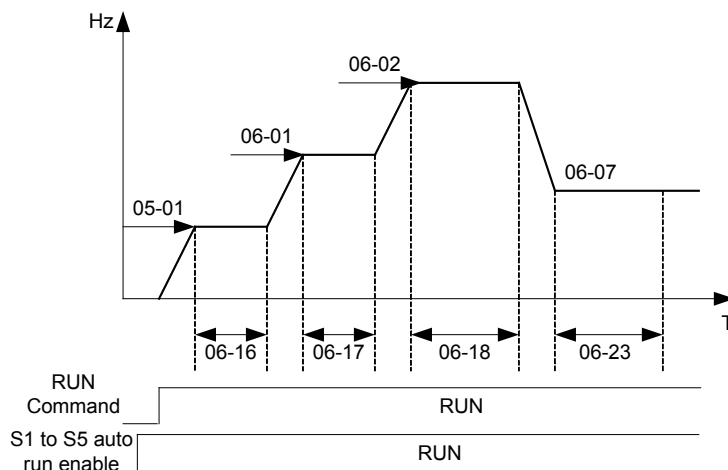 Hz
06-02
06-01
06-07
05-01
T
06-16
06-17
06-18
06-23
RUN
Command
RUN
S1 to S5 auto
run enable
RUN